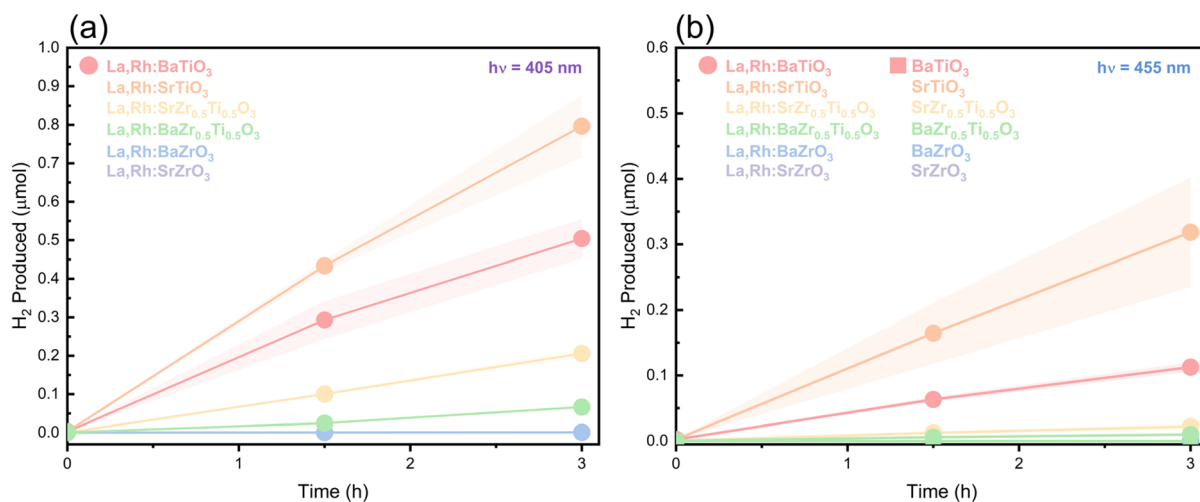 (a)
1.0
0.9
0.8
0.7
0.6
0.5
0.4
0.3
0.2
0.1
0.0
H₂ Produced (μmol)
La,Rh:BaTiO₃
La,Rh:SrTiO₃
La,Rh:SrZr₀.₅Ti₀.₅O₃
La,Rh:BaZr₀.₅Ti₀.₅O₃
La,Rh:BaZrO₃
La,Rh:SrZrO₃
hν = 405 nm
0 1 2 3
Time (h)
(b)
0.6
0.5
0.4
0.3
0.2
0.1
0.0
H₂ Produced (μmol)
La,Rh:BaTiO₃ BaTiO₃
La,Rh:SrTiO₃ SrTiO₃
La,Rh:SrZr₀.₅Ti₀.₅O₃ SrZr₀.₅Ti₀.₅O₃
La,Rh:BaZr₀.₅Ti₀.₅O₃ BaZr₀.₅Ti₀.₅O₃
La,Rh:BaZrO₃ BaZrO₃
La,Rh:SrZrO₃ SrZrO₃
hν = 455 nm
0 1 2 3
Time (h)